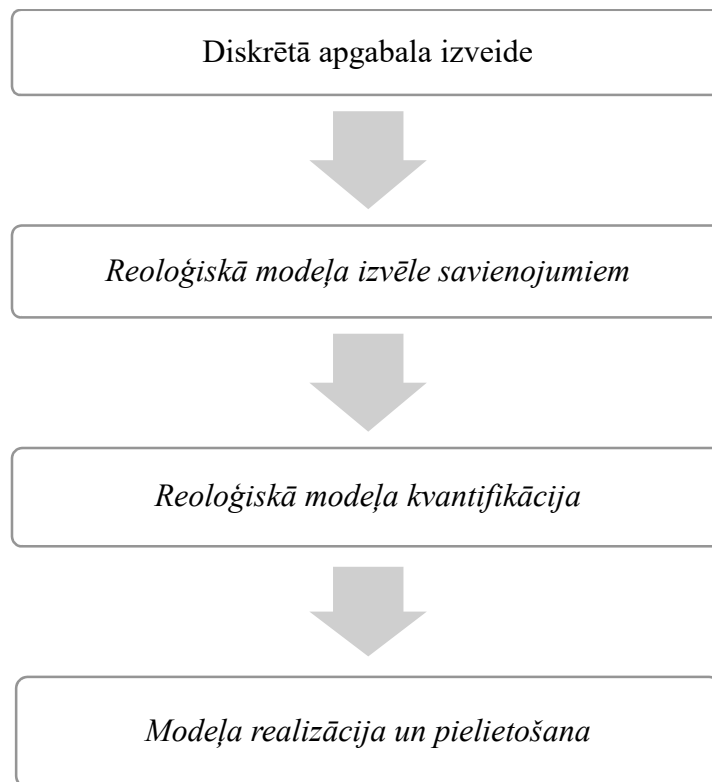 Diskrētā apgabala izveide
Reoloģiskā modeļa izvēle savienojumiem
Reoloģiskā modeļa kvantifikācija
Modeļa realizācija un pielietošana